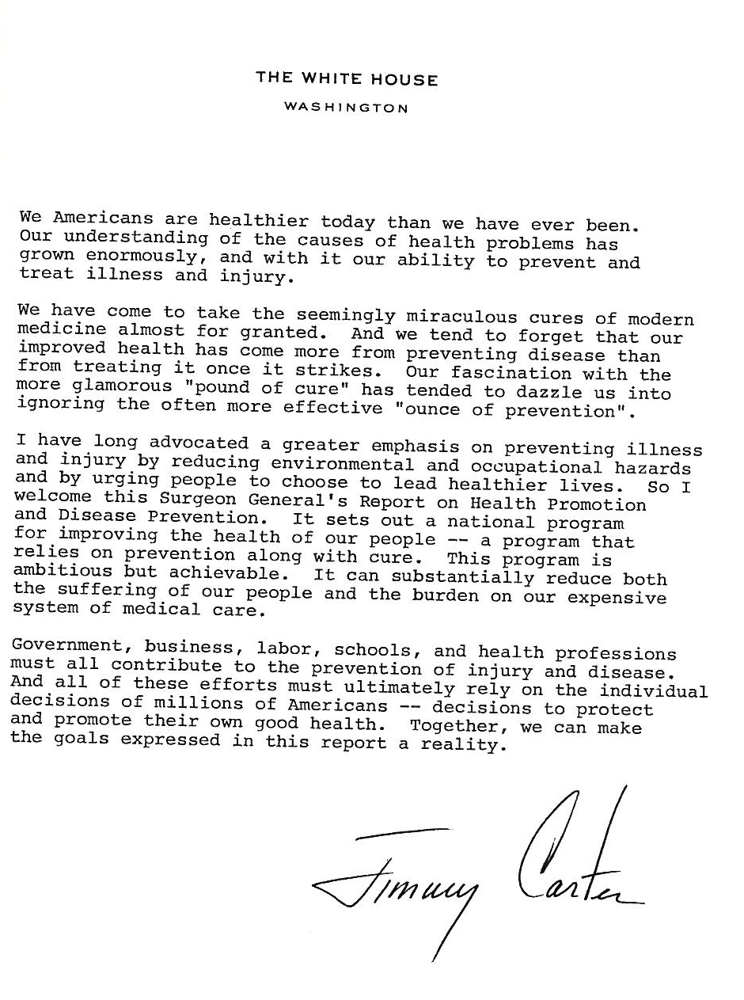 THE WHITE HOUSE
WASHINGTON
We Americans are healthier today than we have ever been.
Our understanding of the causes of health problems has
grown enormously, and with it our ability to prevent and
treat illness and injury.
We have come to take the seemingly miraculous cures of modern
medicine almost for granted.  And we tend to forget that our
improved health has come more from preventing disease than
from treating it once it strikes.  Our fascination with the
more glamorous "pound of cure" has tended to dazzle us into
ignoring the often more effective "ounce of prevention".
I have long advocated a greater emphasis on preventing illness
and injury by reducing environmental and occupational hazards
and by urging people to choose to lead healthier lives.  So I
welcome this Surgeon General's Report on Health Promotion
and Disease Prevention.  It sets out a national program
for improving the health of our people -- a program that
relies on prevention along with cure.  This program is
ambitious but achievable.  It can substantially reduce both
the suffering of our people and the burden on our expensive
system of medical care.
Government, business, labor, schools, and health professions
must all contribute to the prevention of injury and disease.
And all of these efforts must ultimately rely on the individual
decisions of millions of Americans -- decisions to protect
and promote their own good health.  Together, we can make
the goals expressed in this report a reality.
Jimmy Carter